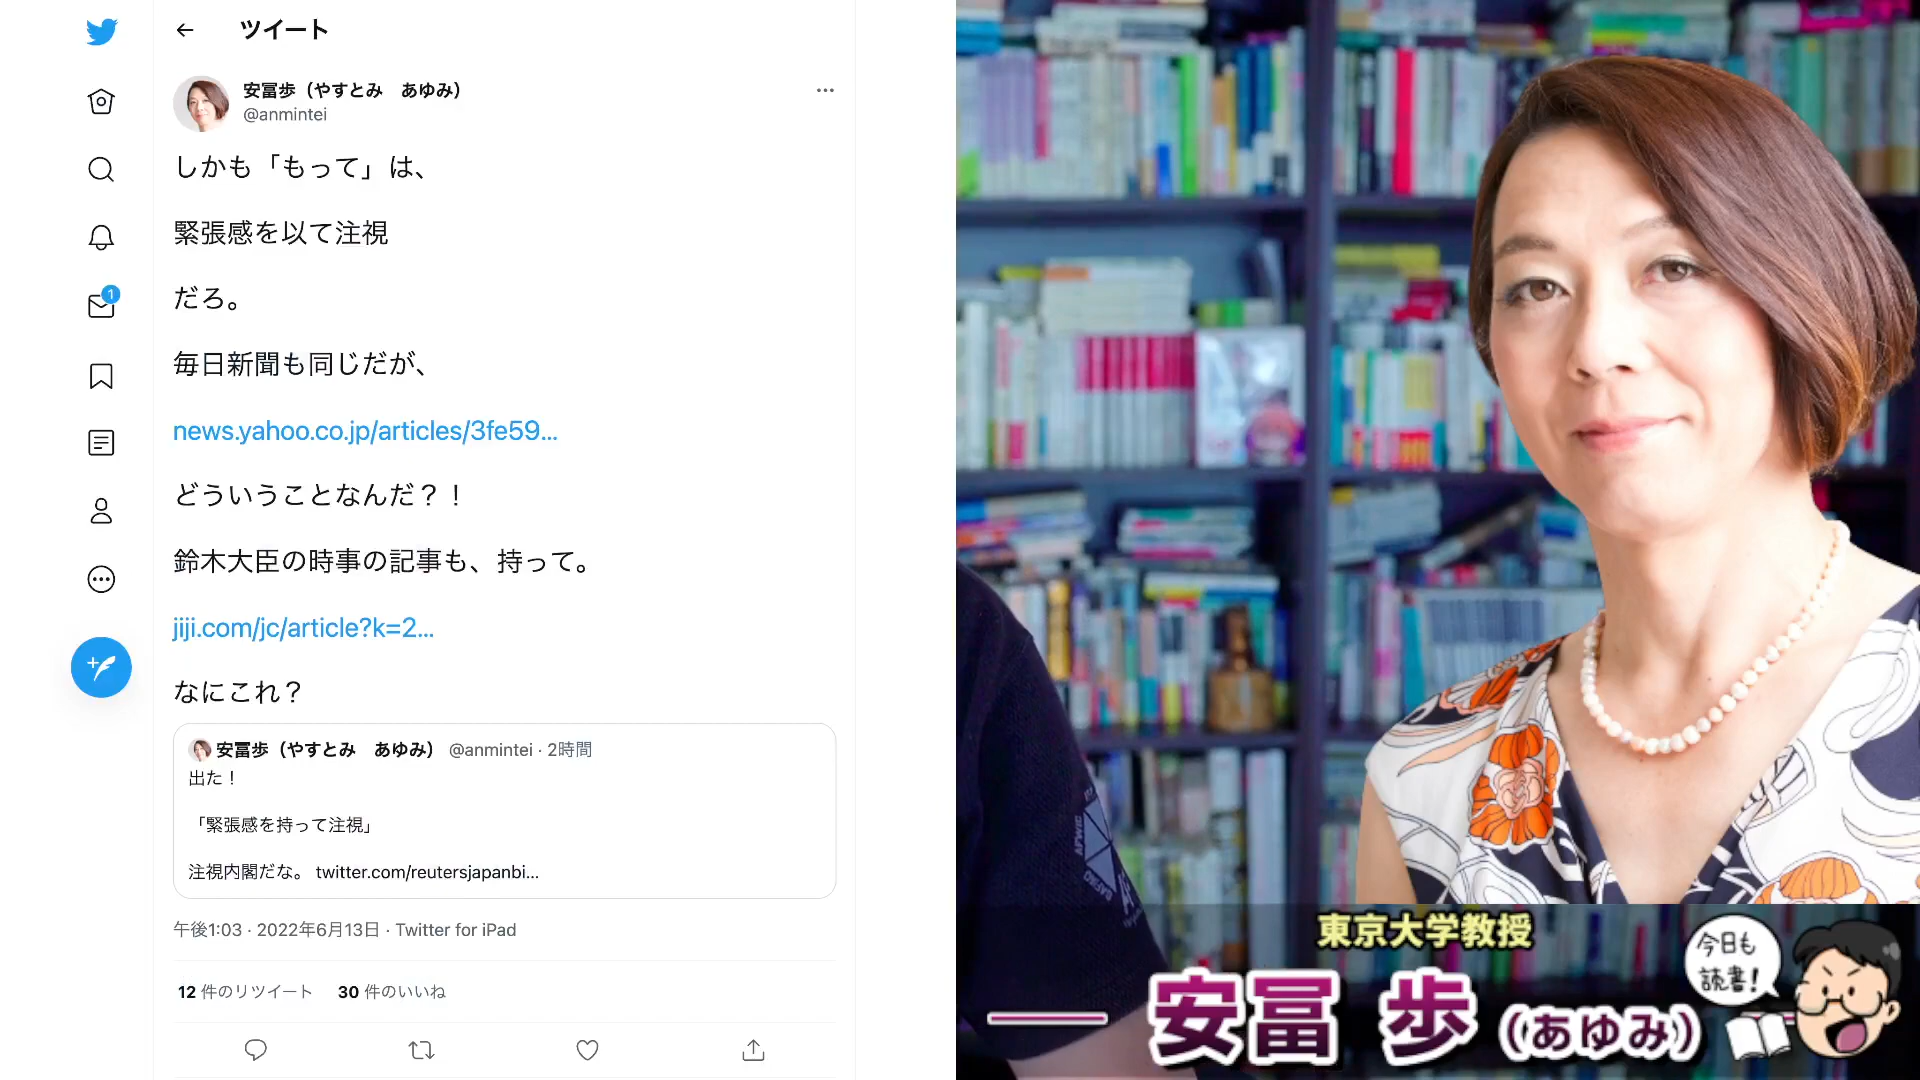 ツイート
安冨歩（やすとみ　あゆみ）
@anmintei
しかも「もって」は、
緊張感を以て注視
だろ。
毎日新聞も同じだが、
news.yahoo.co.jp/articles/3fe59…
どういうことなんだ？！
鈴木大臣の時事の記事も、持って。
jiji.com/jc/article?k=2…
なにこれ？
安冨歩（やすとみ　あゆみ） @anmintei · 2時間
出た！
「緊張感を持って注視」
注視内閣だな。 twitter.com/reutersjapanbi…
午後1:03 · 2022年6月13日 · Twitter for iPad
12 件のリツイート 30 件のいいね
1
東京大学教授
安冨 歩（あゆみ）
今日も
読書！